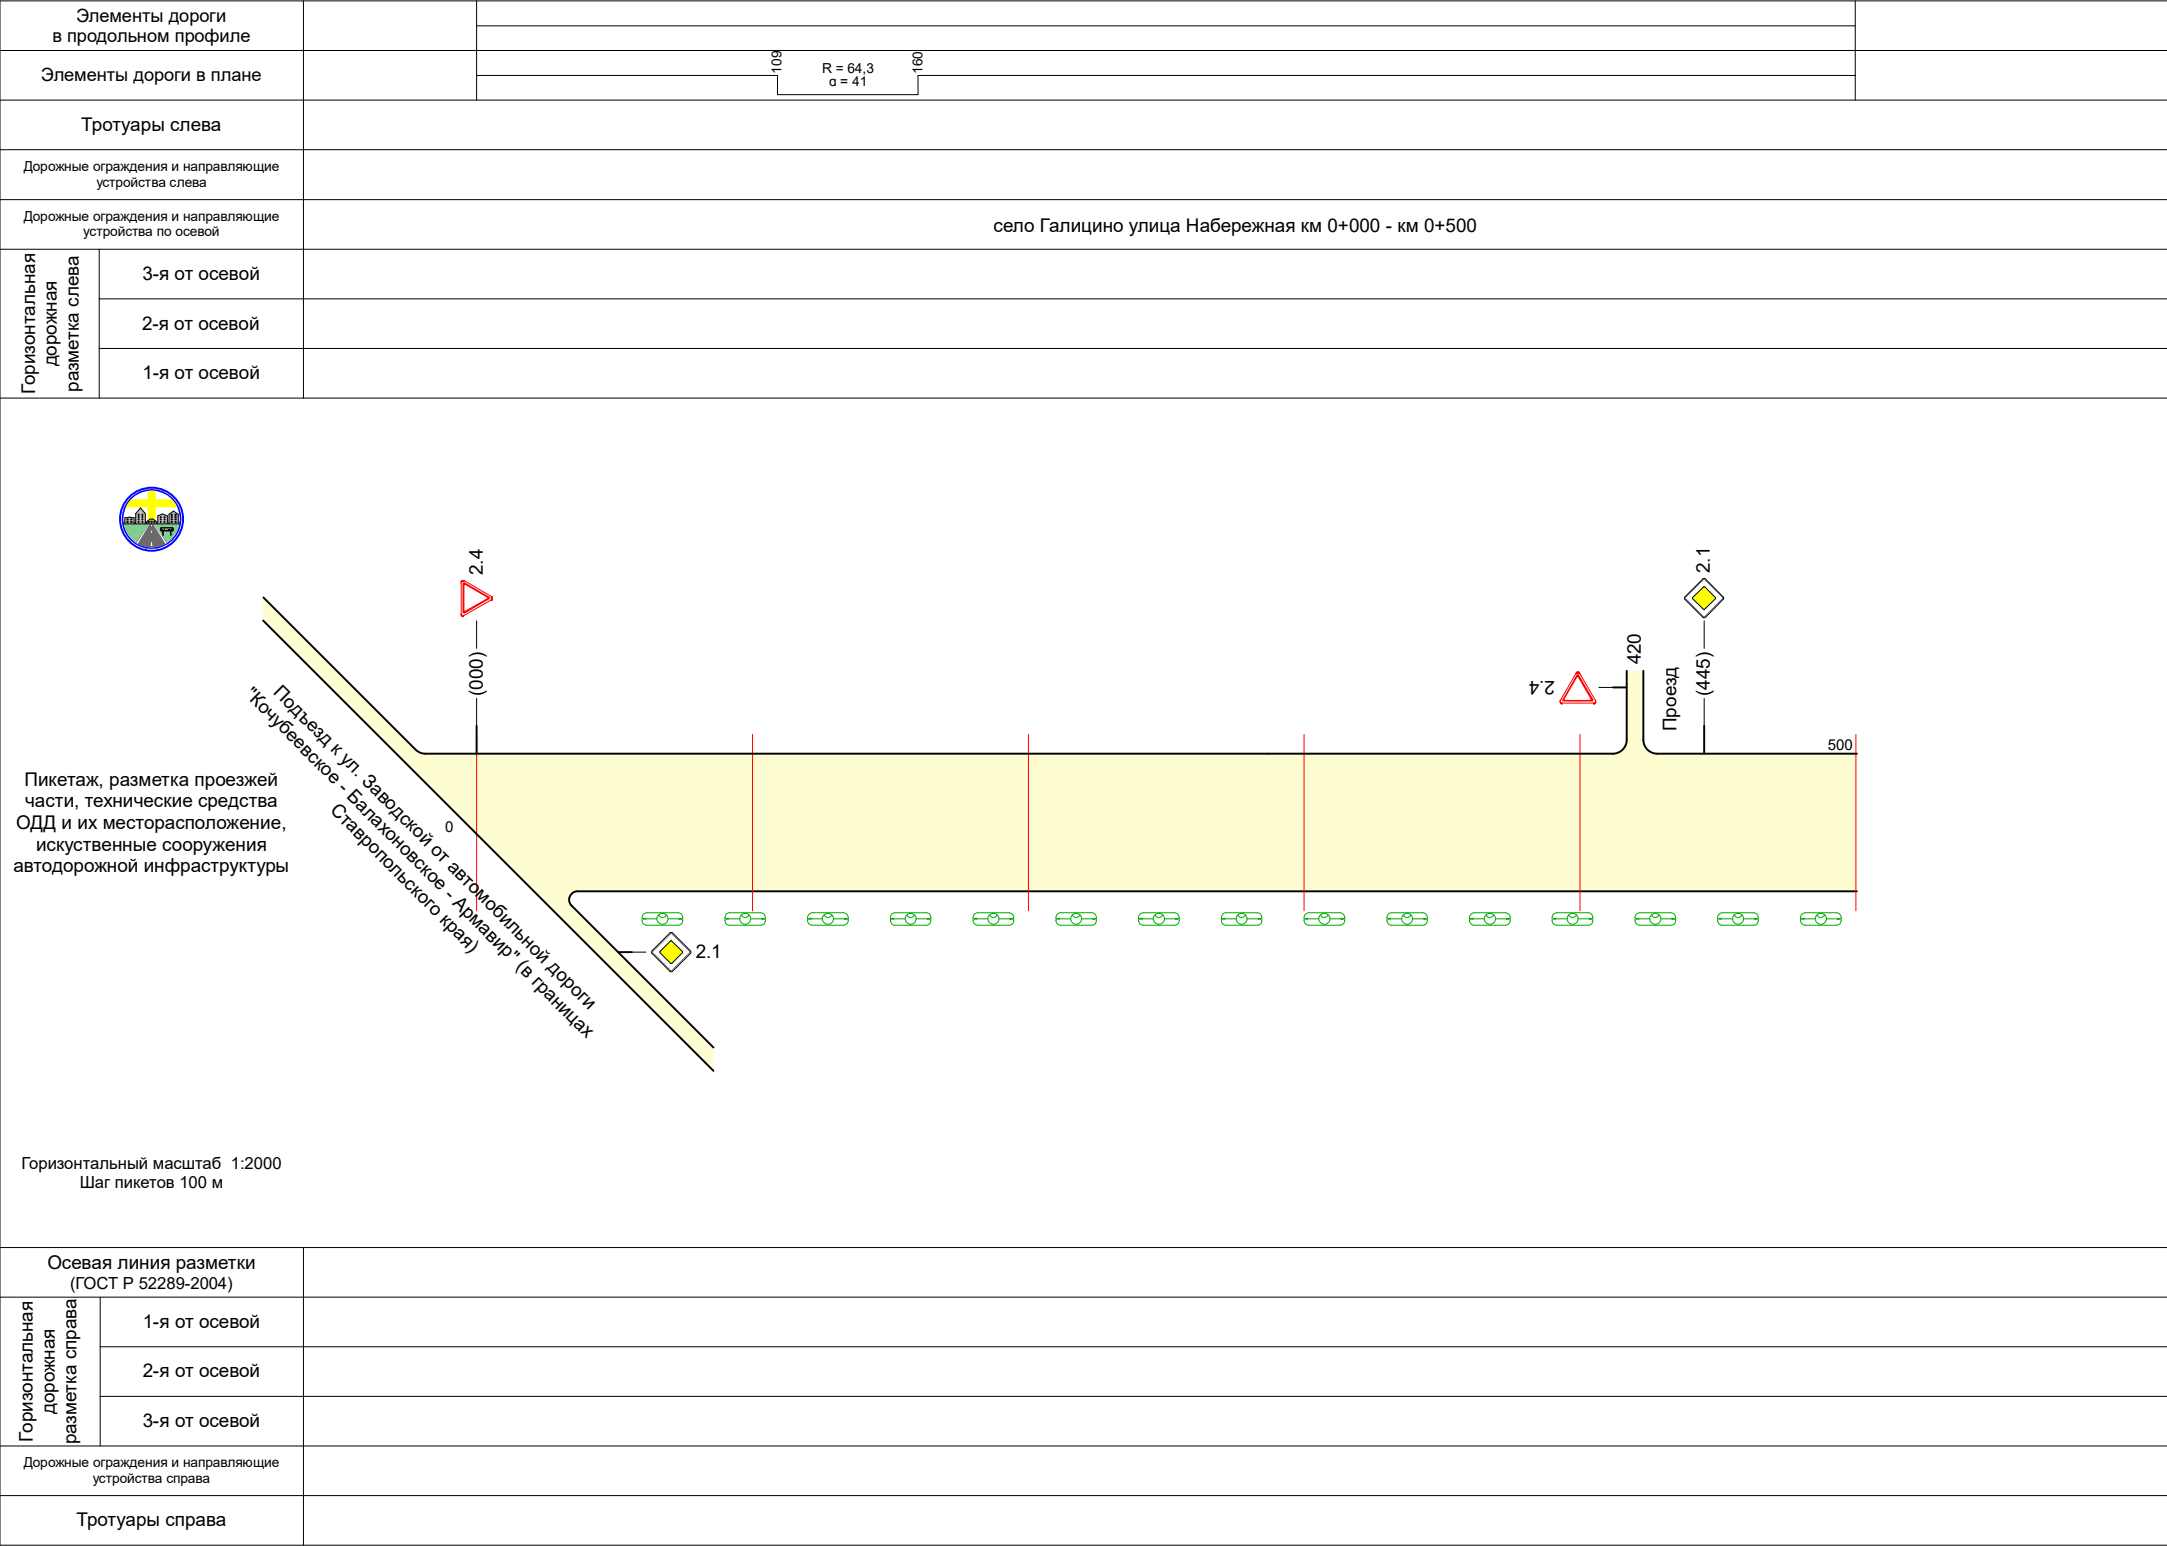 Элементы дороги
в продольном профиле
Элементы дороги в плане
109
R = 64,3
α = 41
160
Тротуары слева
Дорожные ограждения и направляющие
устройства слева
Дорожные ограждения и направляющие
устройства по осевой
село Галицино улица Набережная км 0+000 - км 0+500
Горизонтальная
дорожная
разметка слева
3-я от осевой
2-я от осевой
1-я от осевой
2.4
(000)
2.4
420
Проезд
2.1
(445)
500
0
Подъезд к ул. Заводской от автомобильной дороги
"Кочубеевское - Балахоновское - Армавир" (в границах
Ставропольского края)
2.1
Пикетаж, разметка проезжей
части, технические средства
ОДД и их месторасположение,
искуственные сооружения
автодорожной инфраструктуры
Горизонтальный масштаб 1:2000
Шаг пикетов 100 м
Осевая линия разметки
(ГОСТ Р 52289-2004)
Горизонтальная
дорожная
разметка справа
1-я от осевой
2-я от осевой
3-я от осевой
Дорожные ограждения и направляющие
устройства справа
Тротуары справа